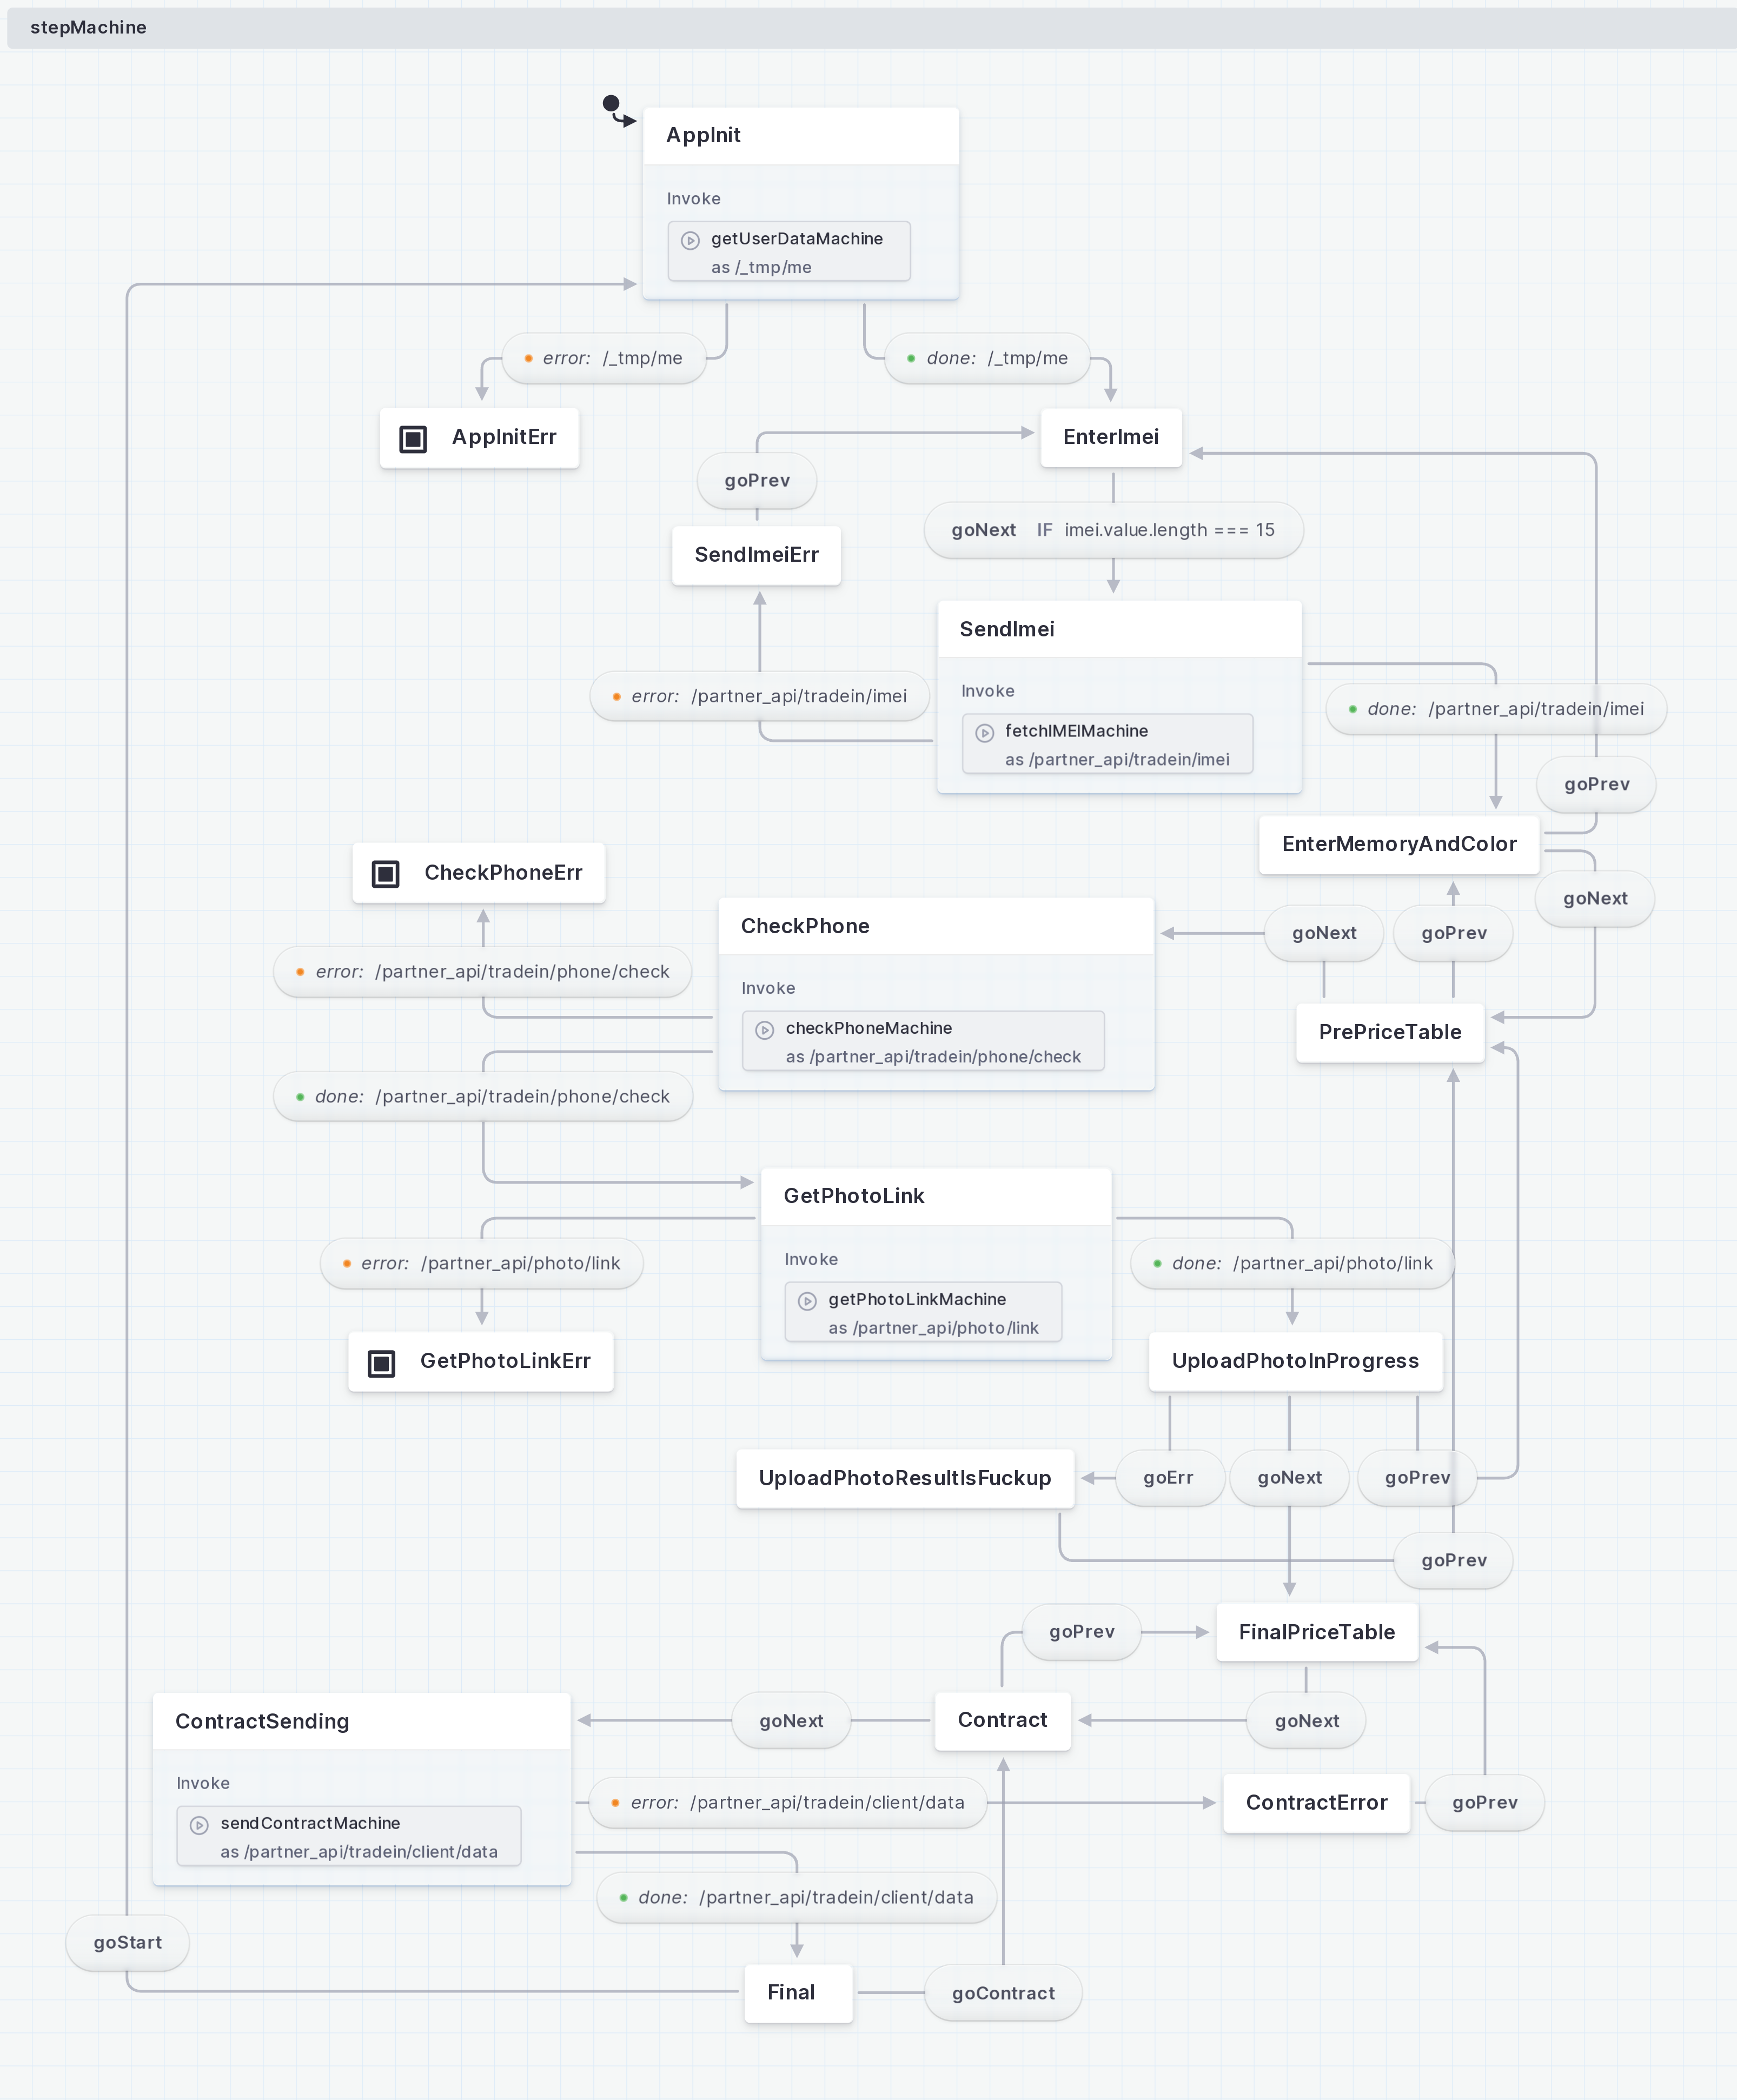 stepMachine
AppInit
Invoke
getUserDataMachine
as /_tmp/me
error: /_tmp/me
done: /_tmp/me
AppInitErr
EnterImei
goPrev
goNext IF imei.value.length === 15
SendImeiErr
SendImei
error: /partner_api/tradein/imei
Invoke
fetchIMEIMachine
as /partner_api/tradein/imei
done: /partner_api/tradein/imei
goPrev
EnterMemoryAndColor
CheckPhoneErr
goNext
CheckPhone
goNext
goPrev
error: /partner_api/tradein/phone/check
Invoke
checkPhoneMachine
as /partner_api/tradein/phone/check
PrePriceTable
done: /partner_api/tradein/phone/check
GetPhotoLink
error: /partner_api/photo/link
Invoke
getPhotoLinkMachine
as /partner_api/photo/link
done: /partner_api/photo/link
GetPhotoLinkErr
UploadPhotoInProgress
UploadPhotoResultIsFuckup
goErr
goNext
goPrev
goPrev
goPrev
FinalPriceTable
ContractSending
goNext
Contract
goNext
Invoke
sendContractMachine
as /partner_api/tradein/client/data
error: /partner_api/tradein/client/data
ContractError
goPrev
done: /partner_api/tradein/client/data
goStart
Final
goContract